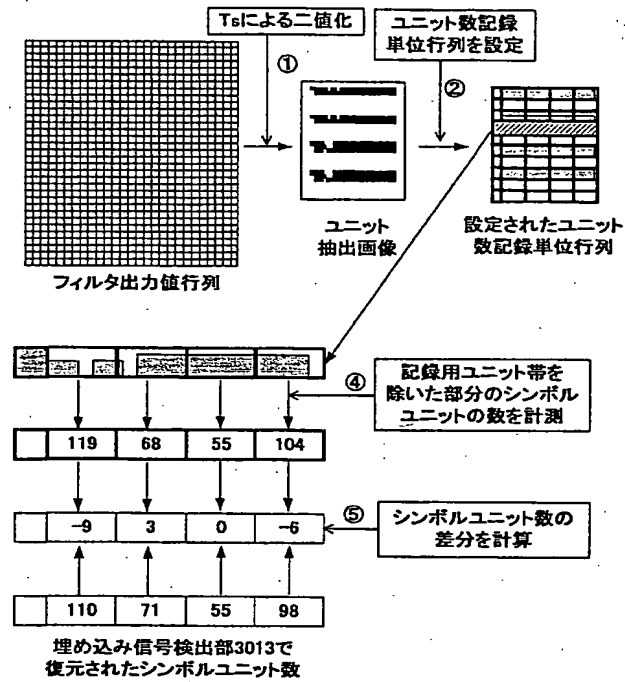 Tsによる二値化
ユニット数記録
単位行列を設定
①
②
ユニット
抽出画像
設定されたユニット
数記録単位行列
フィルタ出力値行列
④
記録用ユニット帯を
除いた部分のシンボル
ユニットの数を計測
119 68 55 104
-9 3 0 -6
⑤
シンボルユニット数の
差分を計算
110 71 55 98
埋め込み信号検出部3013で
復元されたシンボルユニット数